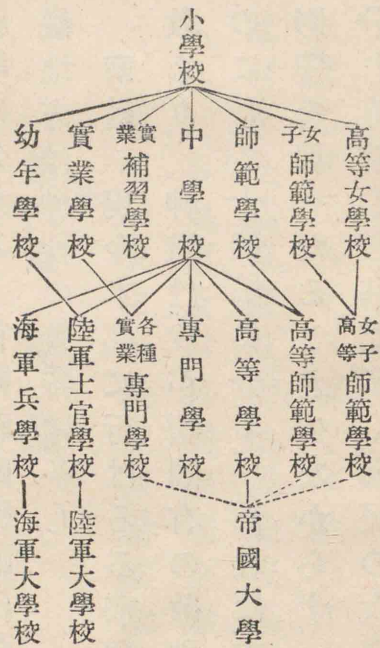 小學校
高等女學校
女子師範學校
師範學校
中學校
實業補習學校
實業學校
幼年學校
女子高等師範學校
高等師範學校
高等學校
專門學校
各種實業專門學校
陸軍士官學校
海軍兵學校
帝國大學
陸軍大學校
海軍大學校